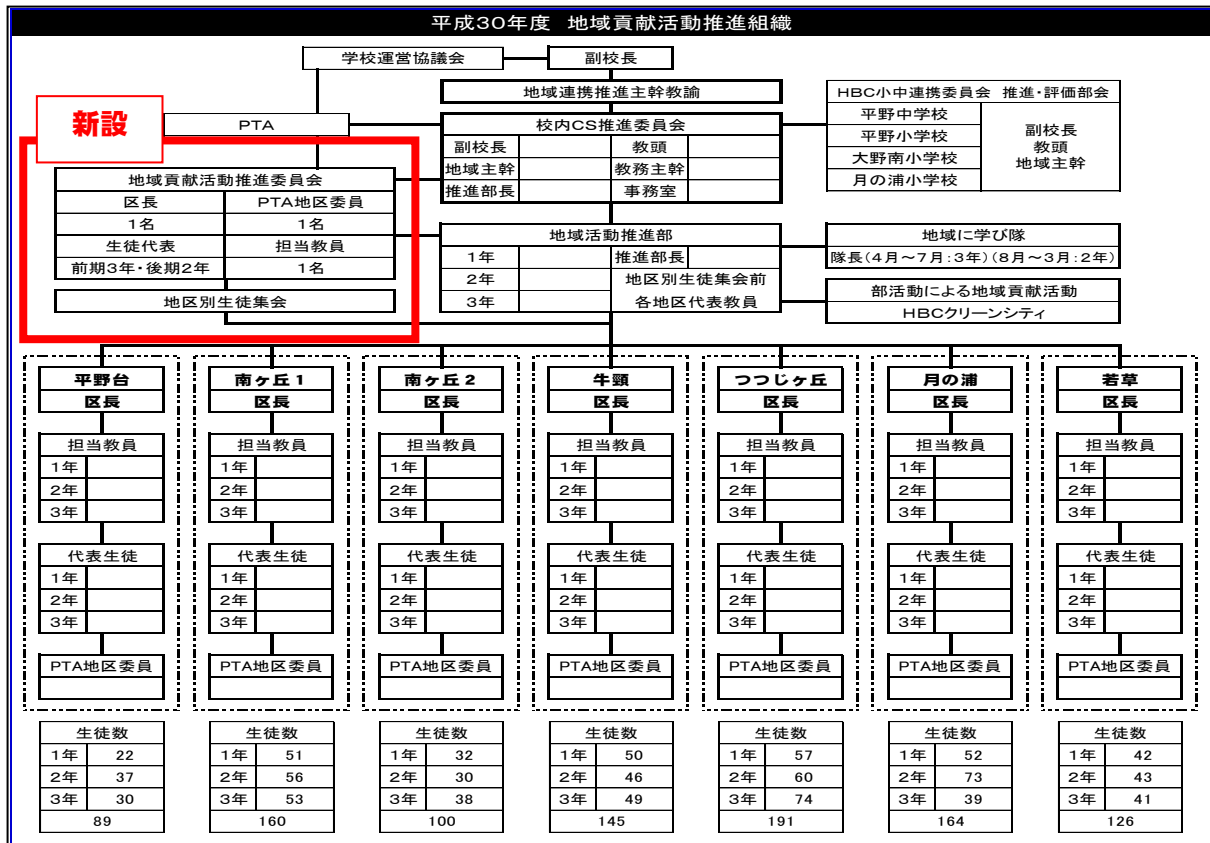 平成30年度 地域貢献活動推進組織
学校運営協議会 副校長
地域連携推進主幹教諭
新設
PTA
校内CS推進委員会
副校長 教頭
地域主幹 教務主幹
推進部長 事務室
HBC小中連携委員会 推進・評価部会
平野中学校
平野小学校
大野南小学校
月の浦小学校
副校長
教頭
地域主幹
地域貢献活動推進委員会
区長 PTA地区委員
1名 1名
生徒代表 担当教員
前期3年・後期2年 1名
地区別生徒集会
地域活動推進部
1年 推進部長
2年 地区別生徒集会前
3年 各地区代表教員
地域に学び隊
隊長(4月~7月:3年)(8月~3月:2年)
部活動による地域貢献活動
HBCクリーンシティ
平野台 南ヶ丘1 南ヶ丘2 牛頸 つつじヶ丘 月の浦 若草
区長 区長 区長 区長 区長 区長 区長
担当教員 担当教員 担当教員 担当教員 担当教員 担当教員 担当教員
1年 1年 1年 1年 1年 1年 1年
2年 2年 2年 2年 2年 2年 2年
3年 3年 3年 3年 3年 3年 3年
代表生徒 代表生徒 代表生徒 代表生徒 代表生徒 代表生徒 代表生徒
1年 1年 1年 1年 1年 1年 1年
2年 2年 2年 2年 2年 2年 2年
3年 3年 3年 3年 3年 3年 3年
PTA地区委員 PTA地区委員 PTA地区委員 PTA地区委員 PTA地区委員 PTA地区委員 PTA地区委員
生徒数 生徒数 生徒数 生徒数 生徒数 生徒数 生徒数
1年 22 1年 51 1年 32 1年 50 1年 57 1年 52 1年 42
2年 37 2年 56 2年 30 2年 46 2年 60 2年 73 2年 43
3年 30 3年 53 3年 38 3年 49 3年 74 3年 39 3年 41
89 160 100 145 191 164 126